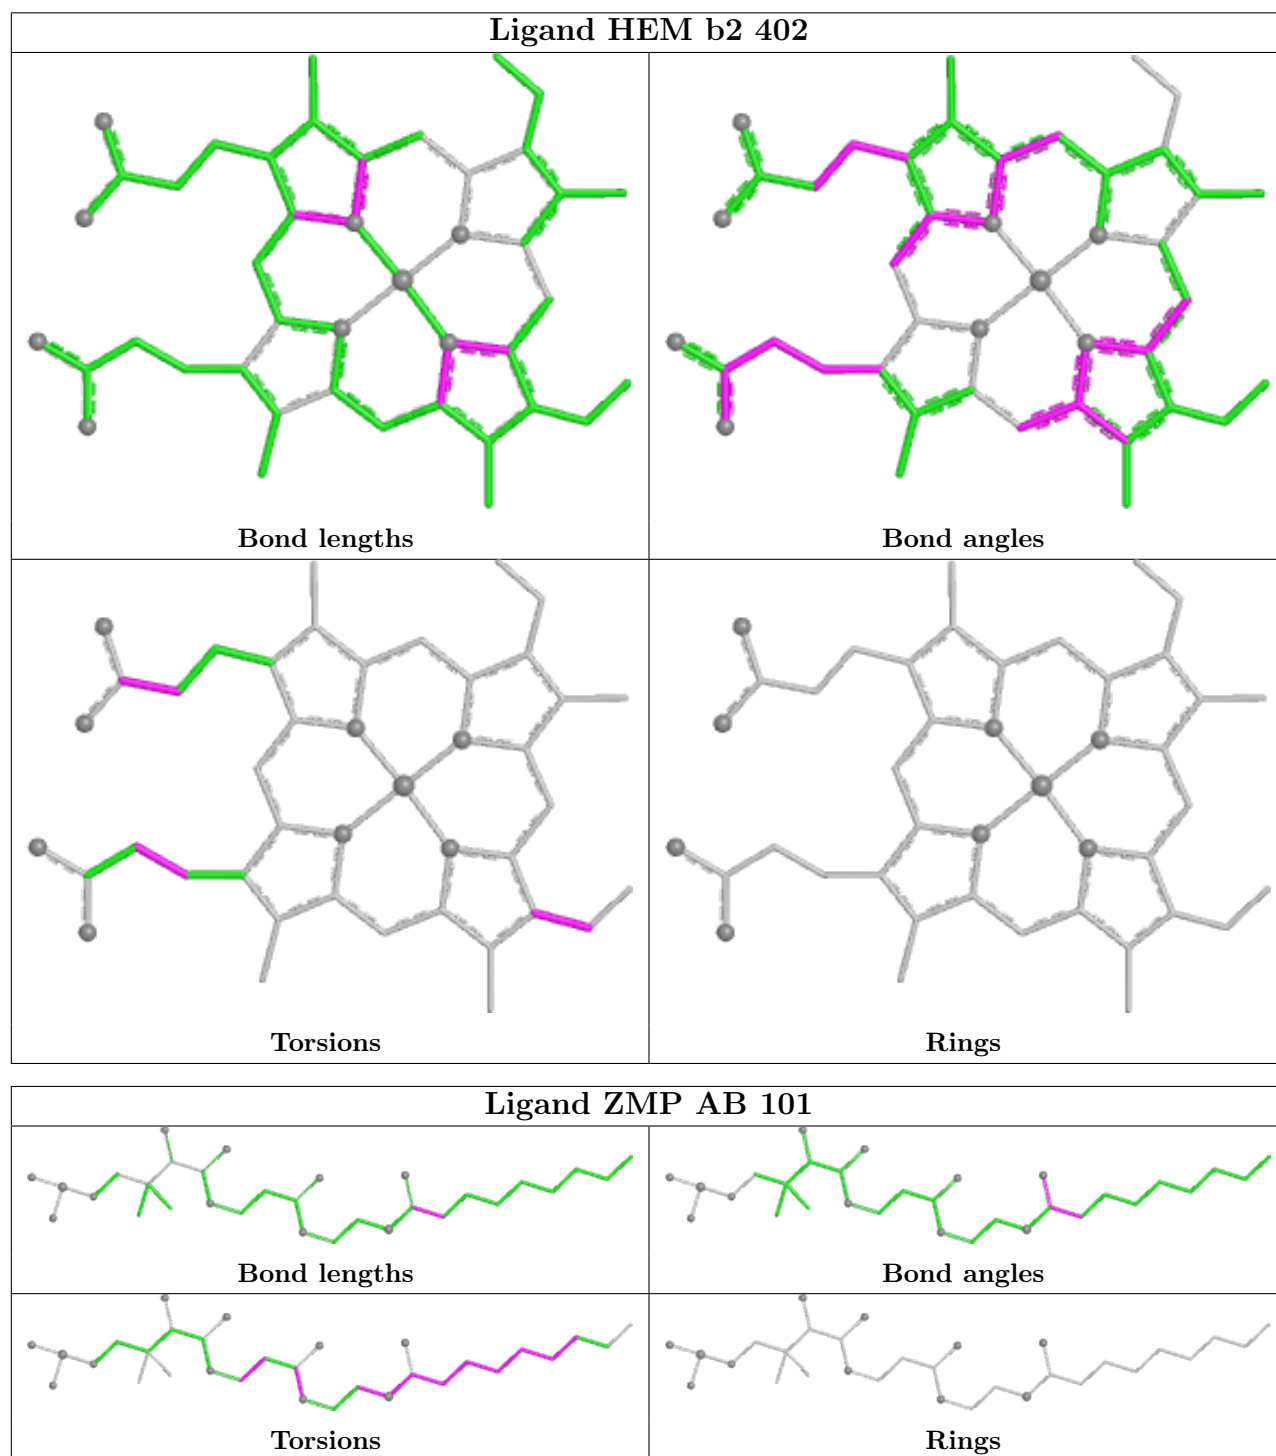 Ligand HEM b2 402
Bond lengths
Bond angles
Torsions
Rings
Ligand ZMP AB 101
Bond lengths
Bond angles
Torsions
Rings